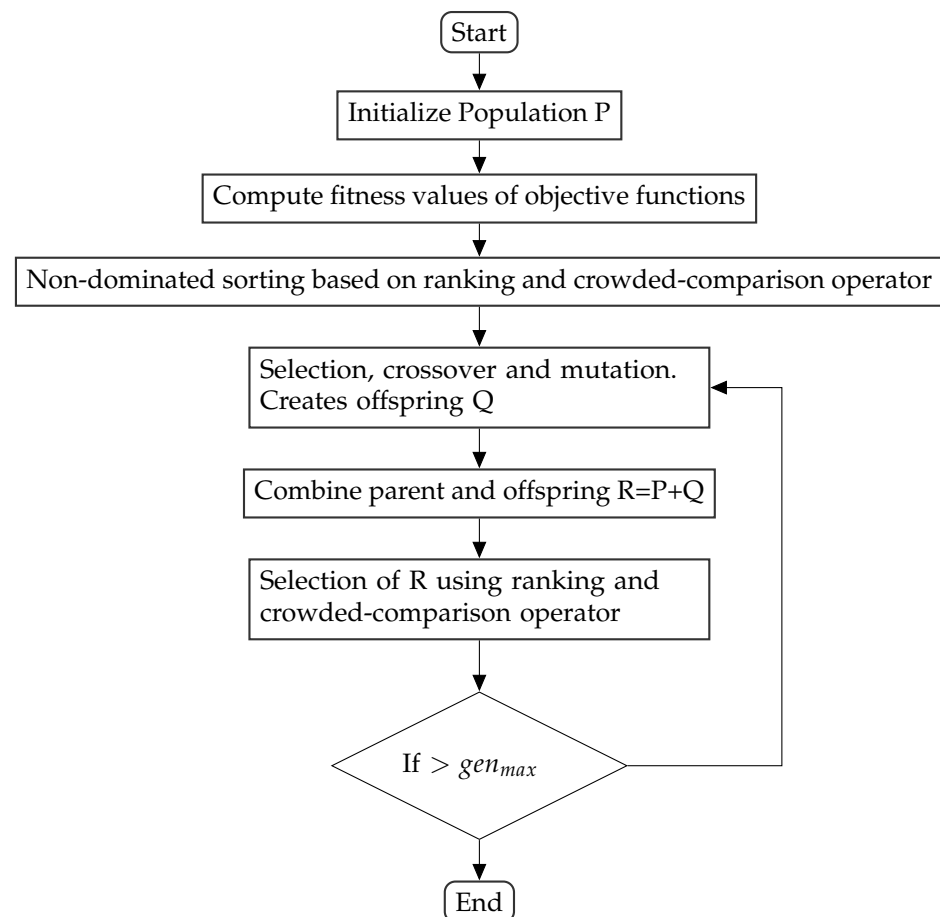 Start
Initialize Population P
Compute fitness values of objective functions
Non-dominated sorting based on ranking and crowded-comparison operator
Selection, crossover and mutation.
Creates offspring Q
Combine parent and offspring R=P+Q
Selection of R using ranking and
crowded-comparison operator
If > gen_max
End